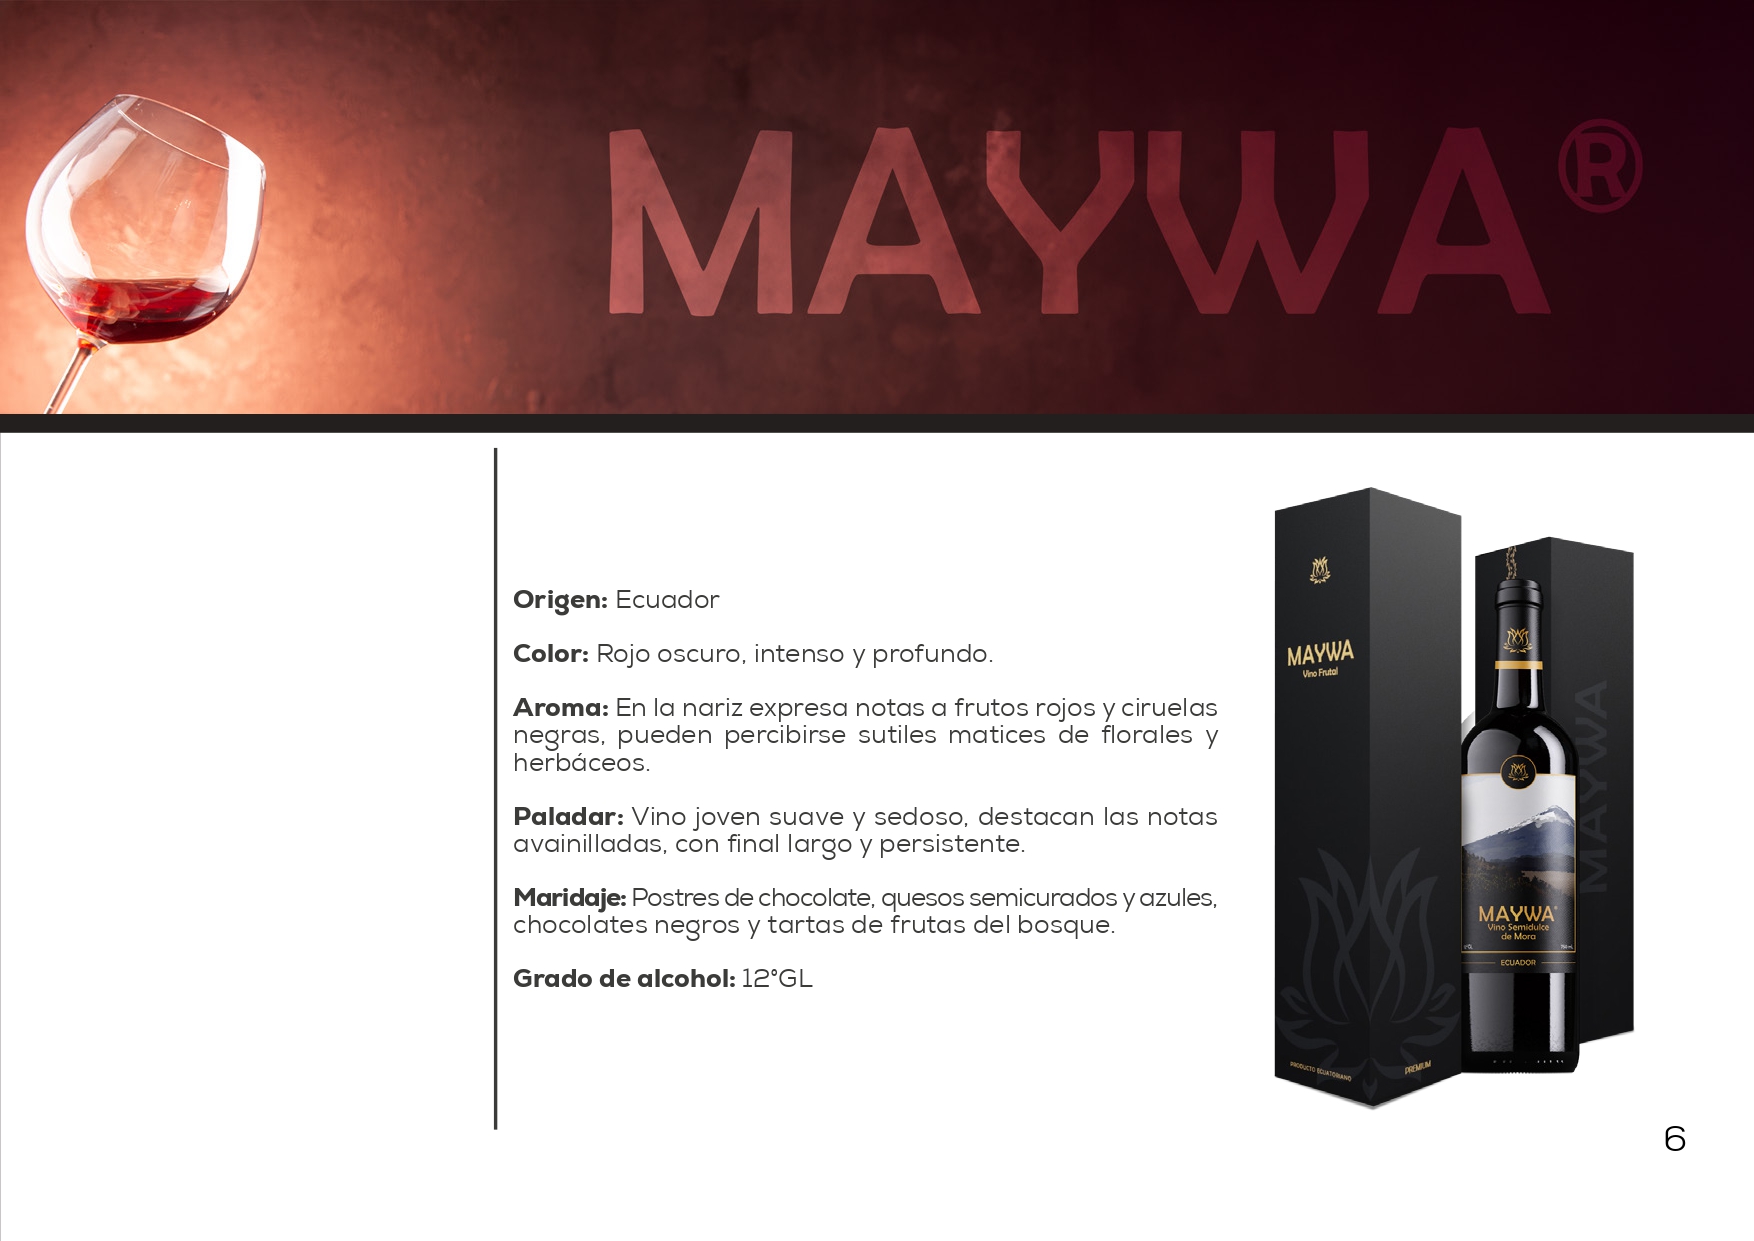 MAYWA®
Origen: Ecuador
Color: Rojo oscuro, intenso y profundo.
Aroma: En la nariz expresa notas a frutos rojos y ciruelas
negras, pueden percibirse sutiles matices de florales y
herbáceos.
Paladar: Vino joven suave y sedoso, destacan las notas
avainilladas, con final largo y persistente.
Maridaje: Postres de chocolate, quesos semicurados y azules,
chocolates negros y tartas de frutas del bosque.
Grado de alcohol: 12°GL
MAYWA
Vino Frutal
PRODUCTO ECUATORIANO
PREMIUM
MAYWA
MAYWA®
Vino Semidulce
de Mora
750 mL
ECUADOR
6